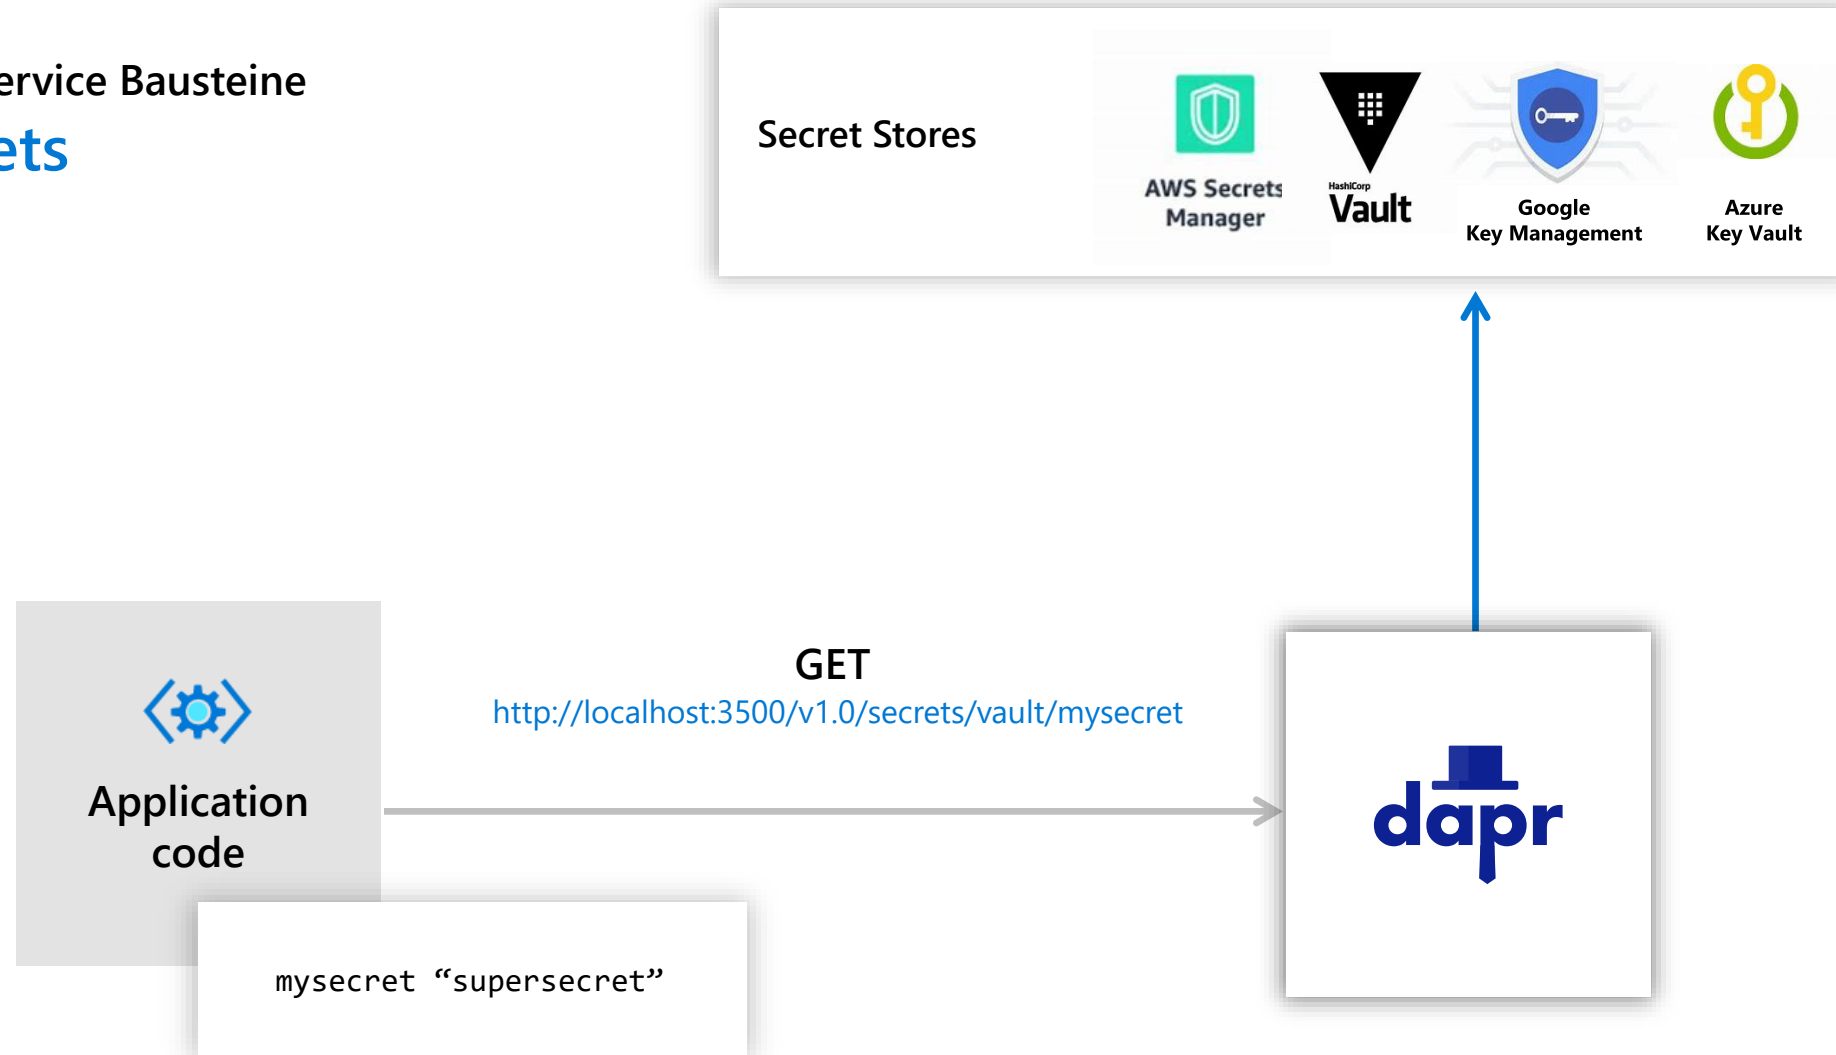 ervice Bausteine
ets
Secret Stores
AWS Secrets
Manager
HashiCorp
Vault
Google
Key Management
Azure
Key Vault
GET
http://localhost:3500/v1.0/secrets/vault/mysecret
Application
code
dapr
mysecret “supersecret”